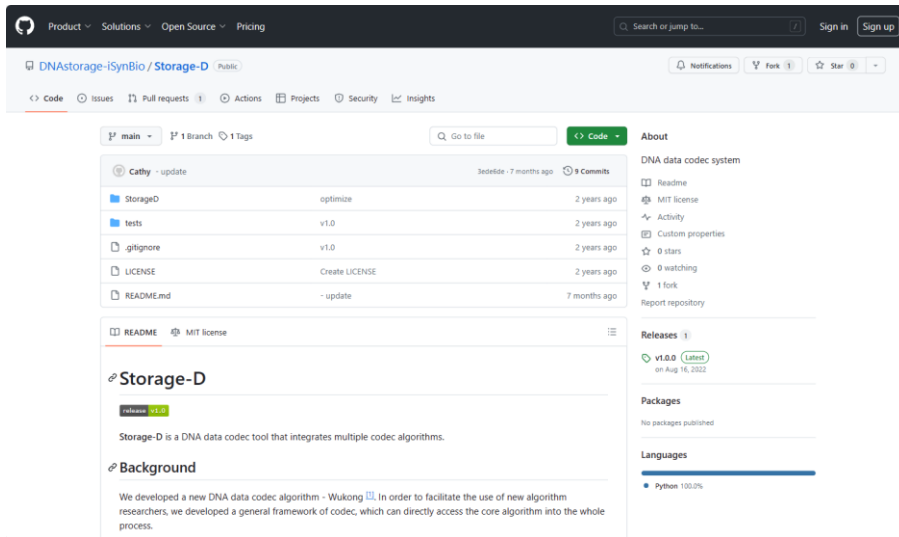 Product Solutions Open Source Pricing Search or jump to... / Sign in Sign up
DNAstorage-iSynBio / Storage-D Public Notifications Fork 1 Star 0
Code Issues Pull requests 1 Actions Projects Security Insights
main 1 Branch 1 Tags Go to file Code
Cathy - update 3ede6de · 7 months ago 9 Commits
StorageD optimize 2 years ago
tests v1.0 2 years ago
.gitignore v1.0 2 years ago
LICENSE Create LICENSE 2 years ago
README.md - update 7 months ago
README MIT license
Storage-D
release v1.0
Storage-D is a DNA data codec tool that integrates multiple codec algorithms.
Background
We developed a new DNA data codec algorithm - Wukong [1]. In order to facilitate the use of new algorithm
researchers, we developed a general framework of codec, which can directly access the core algorithm into the whole
process.
About
DNA data codec system
Readme
MIT license
Activity
Custom properties
0 stars
0 watching
1 fork
Report repository
Releases 1
v1.0.0 Latest
on Aug 16, 2022
Packages
No packages published
Languages
Python 100.0%